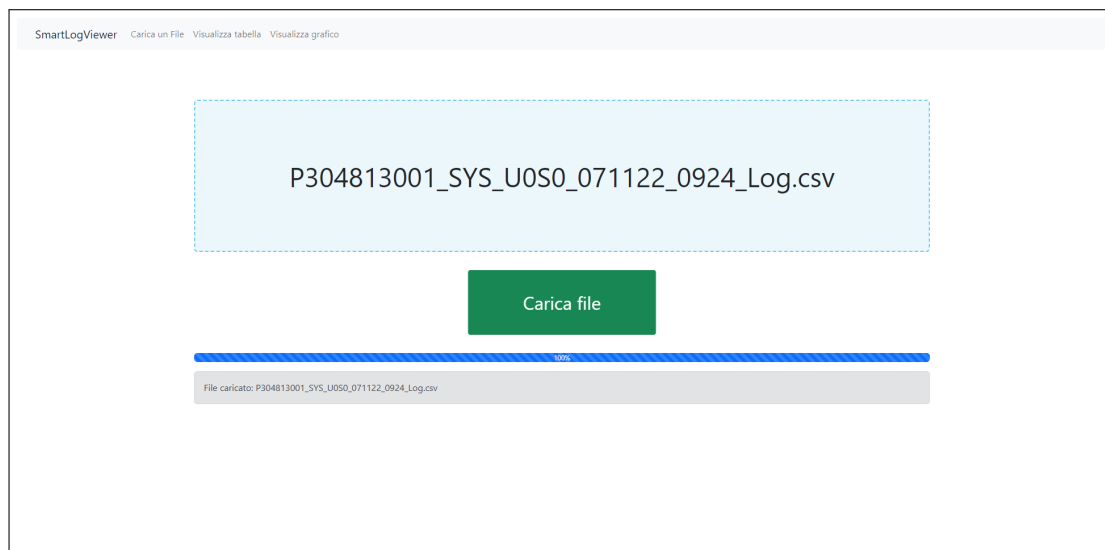 SmartLogViewer Carica un File Visualizza tabella Visualizza grafico
P304813001_SYS_U0S0_071122_0924_Log.csv
Carica file
100%
File caricato: P304813001_SYS_U0S0_071122_0924_Log.csv